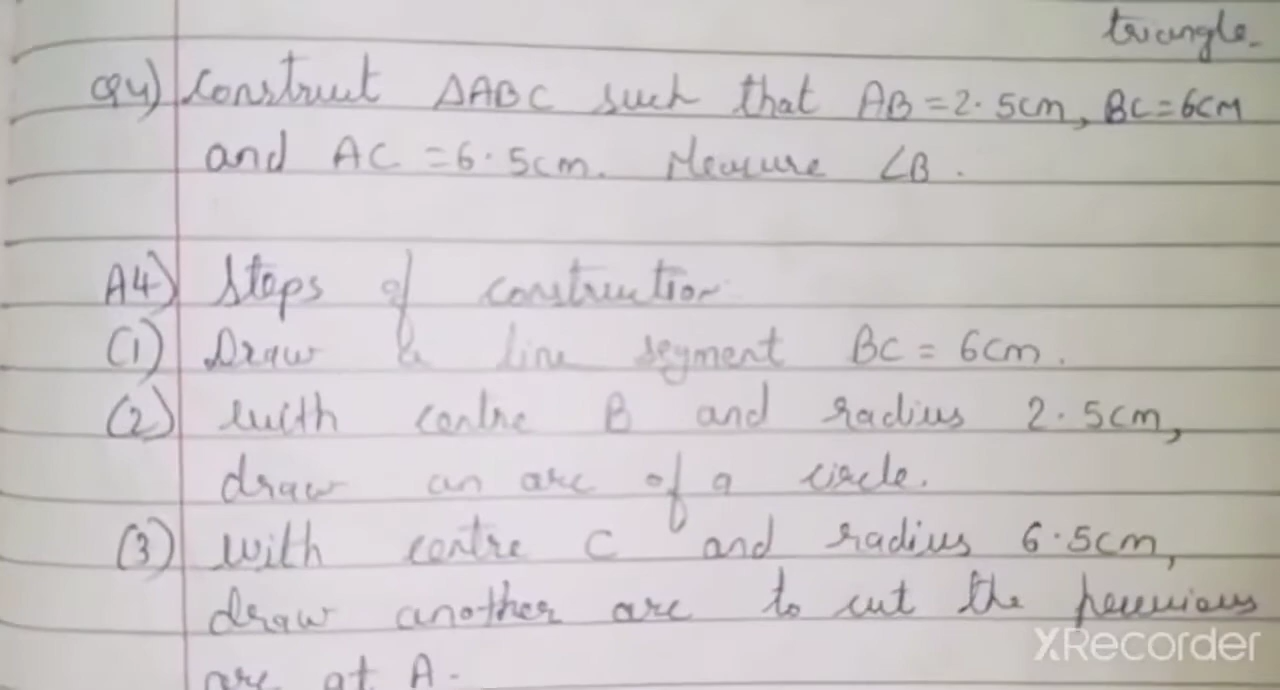 triangle.
Q4) Construct ΔABC such that AB = 2.5cm, BC = 6cm
and AC = 6.5cm. Measure ∠B.
A4) Steps of construction
(1) Draw a line segment BC = 6cm.
(2) with centre B and radius 2.5cm,
draw an arc of a circle.
(3) with centre C and radius 6.5cm,
draw another arc to cut the previous
arc at A.
XRecorder